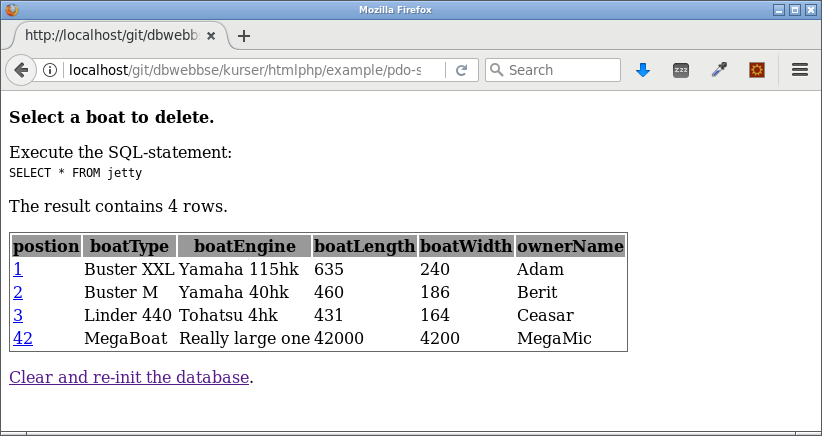 Mozilla Firefox
http://localhost/git/dbwebb
http://localhost/git/dbwebbse/kurser/htmlphp/example/pdo-s
Search
zzz
Select a boat to delete.
Execute the SQL-statement:
SELECT * FROM jetty
The result contains 4 rows.
postion boatType boatEngine boatLength boatWidth ownerName
1 Buster XXL Yamaha 115hk 635 240 Adam
2 Buster M Yamaha 40hk 460 186 Berit
3 Linder 440 Tohatsu 4hk 431 164 Ceasar
42 MegaBoat Really large one 42000 4200 MegaMic
Clear and re-init the database.